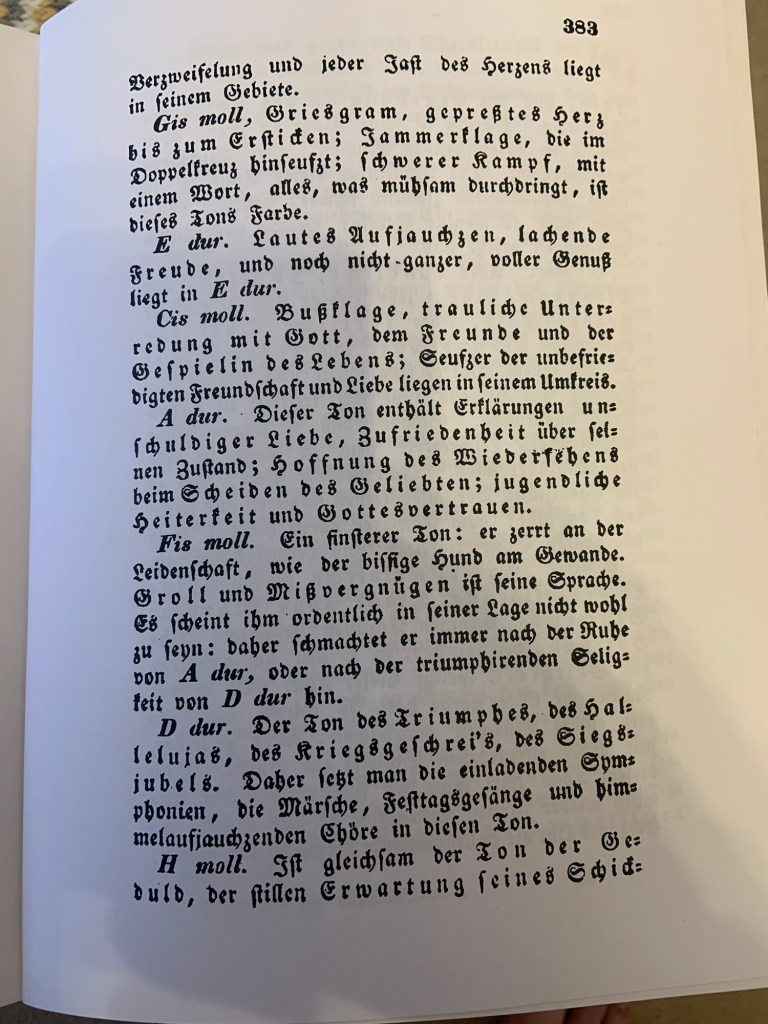 383
Verzweifelung und jeder Jast des Herzens liegt
in seinem Gebiete.
Gis moll, Griesgram, gepreßtes Herz
bis zum Ersticken; Jammerklage, die im
Doppelkreuz hinseufzt; schwerer Kampf, mit
einem Wort, alles, was mühsam durchdringt, ist
dieses Tons Farbe.
E dur. Lautes Aufjauchzen, lachende
Freude, und noch nicht-ganzer, voller Genuß
liegt in E dur.
Cis moll. Bußklage, trauliche Unter-
redung mit Gott, dem Freunde und der
Gespielin des Lebens; Seufzer der unbefrie-
digten Freundschaft und Liebe liegen in seinem Umkreis.
A dur. Dieser Ton enthält Erklärungen un-
schuldiger Liebe, Zufriedenheit über sei-
nen Zustand; Hoffnung des Wiedersehens
beim Scheiden des Geliebten; jugendliche
Heiterkeit und Gottesvertrauen.
Fis moll. Ein finsterer Ton: er zerrt an der
Leidenschaft, wie der bissige Hund am Gewande.
Groll und Mißvergnügen ist seine Sprache.
Es scheint ihm ordentlich in seiner Lage nicht wohl
zu seyn: daher schmachtet er immer nach der Ruhe
von A dur, oder nach der triumphirenden Selig-
keit von D dur hin.
D dur. Der Ton des Triumphes, des Hal-
lelujas, des Kriegsgeschrei's, des Siegs-
jubels. Daher setzt man die einladenden Sym-
phonien, die Märsche, Festtagsgesänge und him-
melaufjauchzenden Chöre in diesen Ton.
H moll. Ist gleichsam der Ton der Ge-
duld, der stillen Erwartung seines Schick-